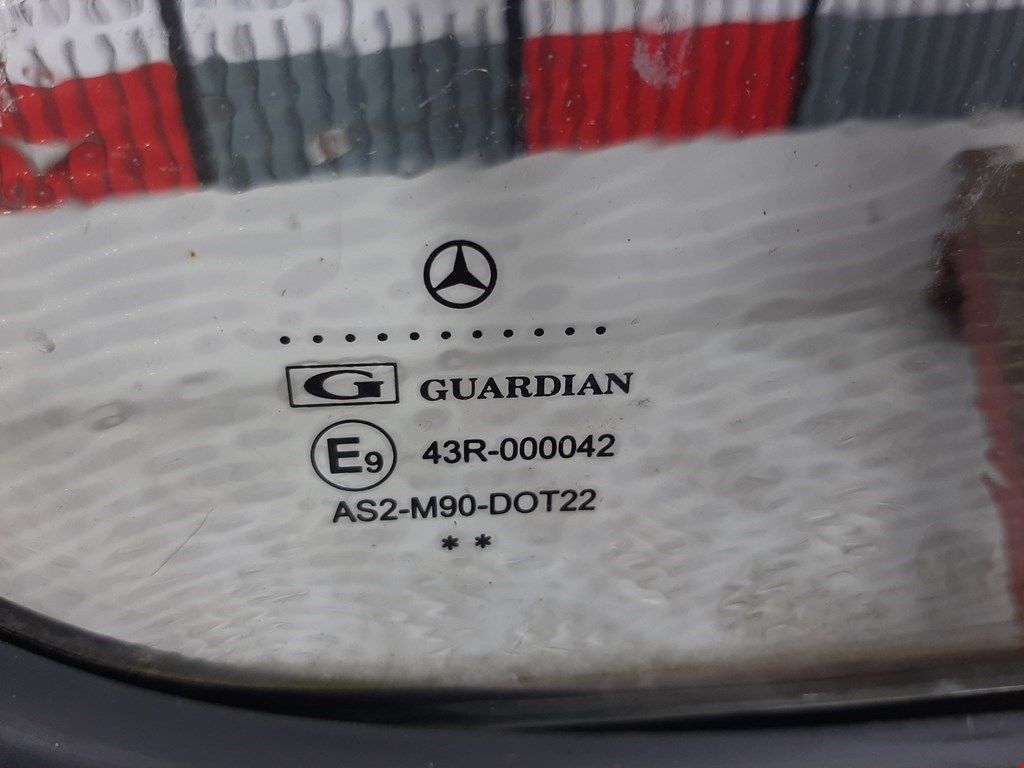 ...........
G GUARDIAN
E9 43R-000042
AS2-M90-DOT22
* *